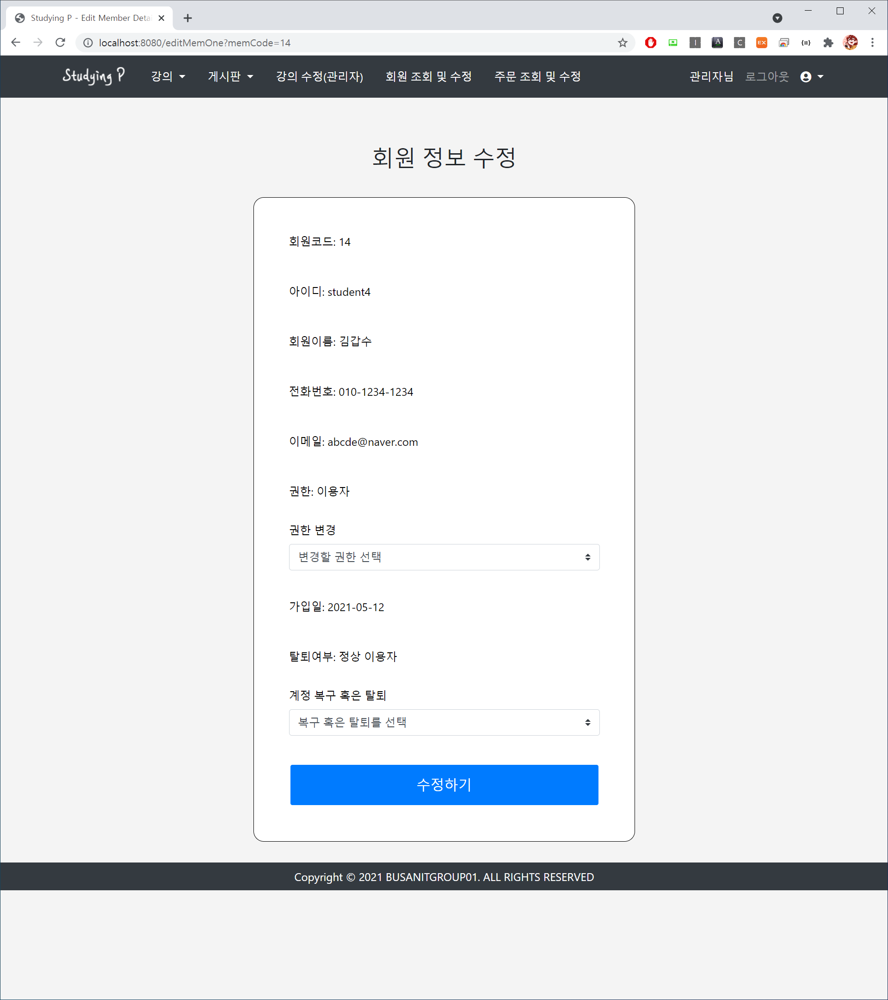 Studying P - Edit Member Detai
localhost:8080/editMemOne?memCode=14
I
A
C
EX
Studying P
강의
게시판
강의 수정(관리자)
회원 조회 및 수정
주문 조회 및 수정
관리자님
로그아웃
회원 정보 수정
회원코드: 14
아이디: student4
회원이름: 김갑수
전화번호: 010-1234-1234
이메일: abcde@naver.com
권한: 이용자
권한 변경
변경할 권한 선택
가입일: 2021-05-12
탈퇴여부: 정상 이용자
계정 복구 혹은 탈퇴
복구 혹은 탈퇴를 선택
수정하기
Copyright © 2021 BUSANITGROUP01. ALL RIGHTS RESERVED